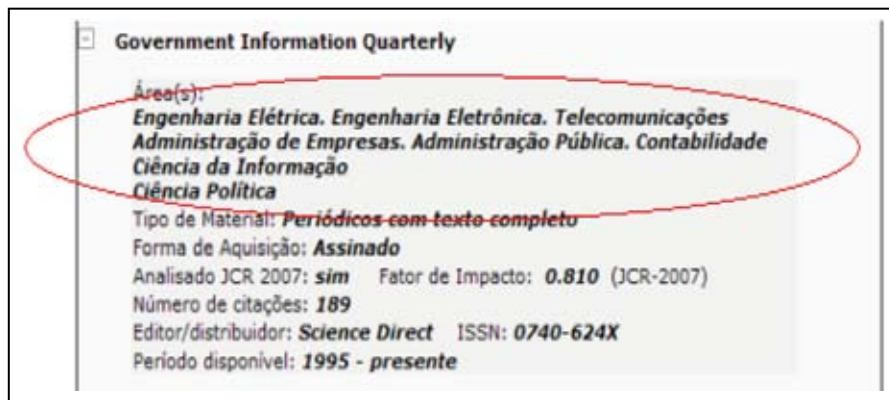 Government Information Quarterly
Área(s):
Engenharia Elétrica. Engenharia Eletrônica. Telecomunicações
Administração de Empresas. Administração Pública. Contabilidade
Ciência da Informação
Ciência Política
Tipo de Material: Periódicos com texto completo
Forma de Aquisição: Assinado
Analisado JCR 2007: sim Fator de Impacto: 0.810 (JCR-2007)
Número de citações: 189
Editor/distribuidor: Science Direct ISSN: 0740-624X
Período disponível: 1995 - presente